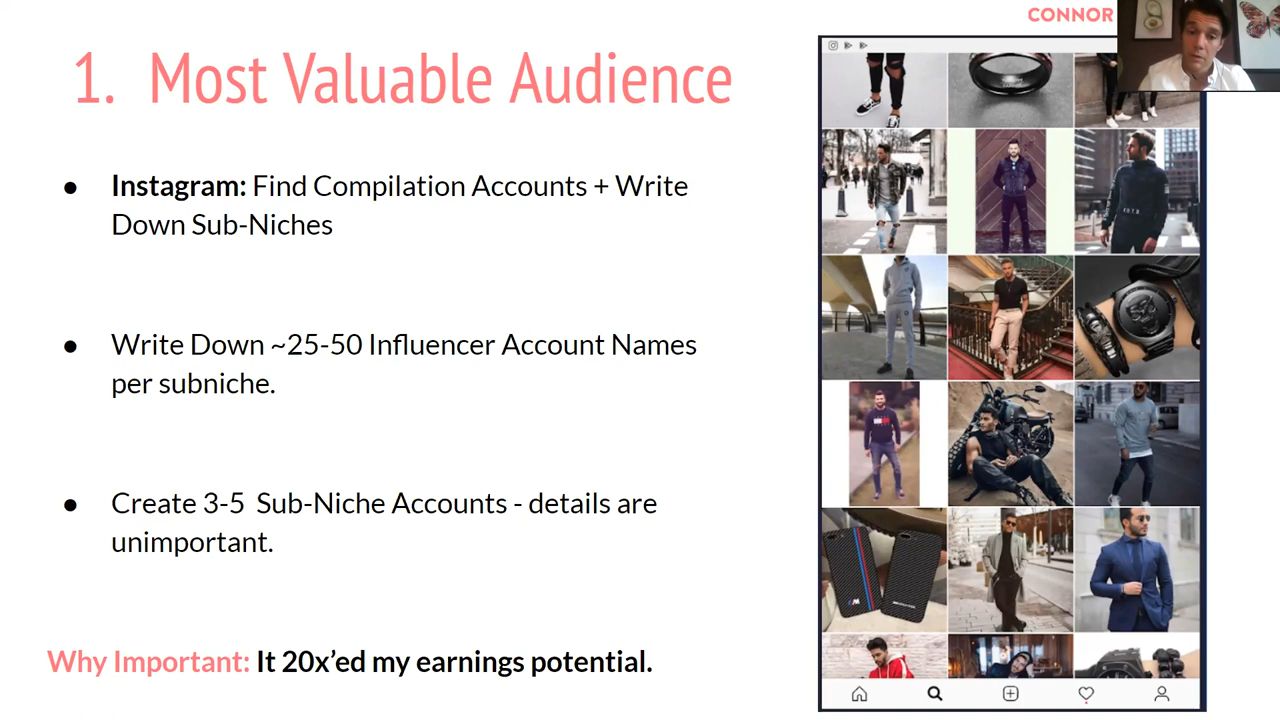 CONNOR
1. Most Valuable Audience
● Instagram: Find Compilation Accounts + Write
Down Sub-Niches
● Write Down ~25-50 Influencer Account Names
per subniche.
● Create 3-5 Sub-Niche Accounts - details are
unimportant.
Why Important: It 20x’ed my earnings potential.